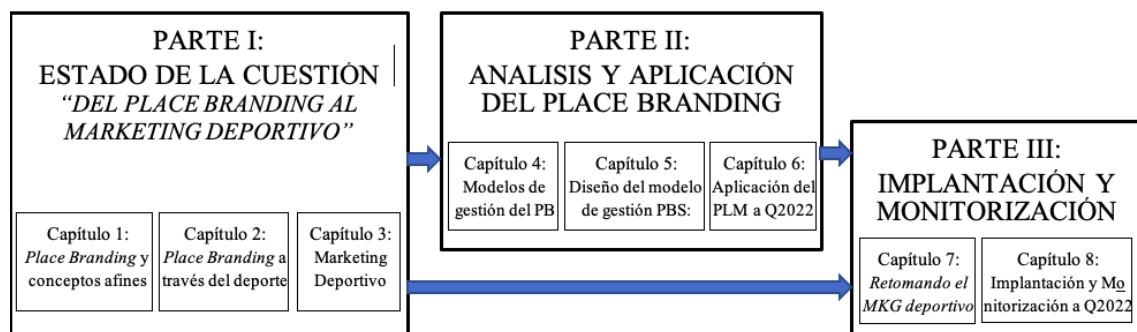 PARTE I:
ESTADO DE LA CUESTIÓN
“DEL PLACE BRANDING AL
MARKETING DEPORTIVO”
Capítulo 1:
Place Branding y
conceptos afines
Capítulo 2:
Place Branding a
través del deporte
Capítulo 3:
Marketing
Deportivo
PARTE II:
ANALISIS Y APLICACIÓN
DEL PLACE BRANDING
Capítulo 4:
Modelos de
gestión del PB
Capítulo 5:
Diseño del modelo
de gestión PBS:
Capítulo 6:
Aplicación del
PLM a Q2022
PARTE III:
IMPLANTACIÓN Y
MONITORIZACIÓN
Capítulo 7:
Retomando el
MKG deportivo
Capítulo 8:
Implantación y Mo
nitorización a Q2022